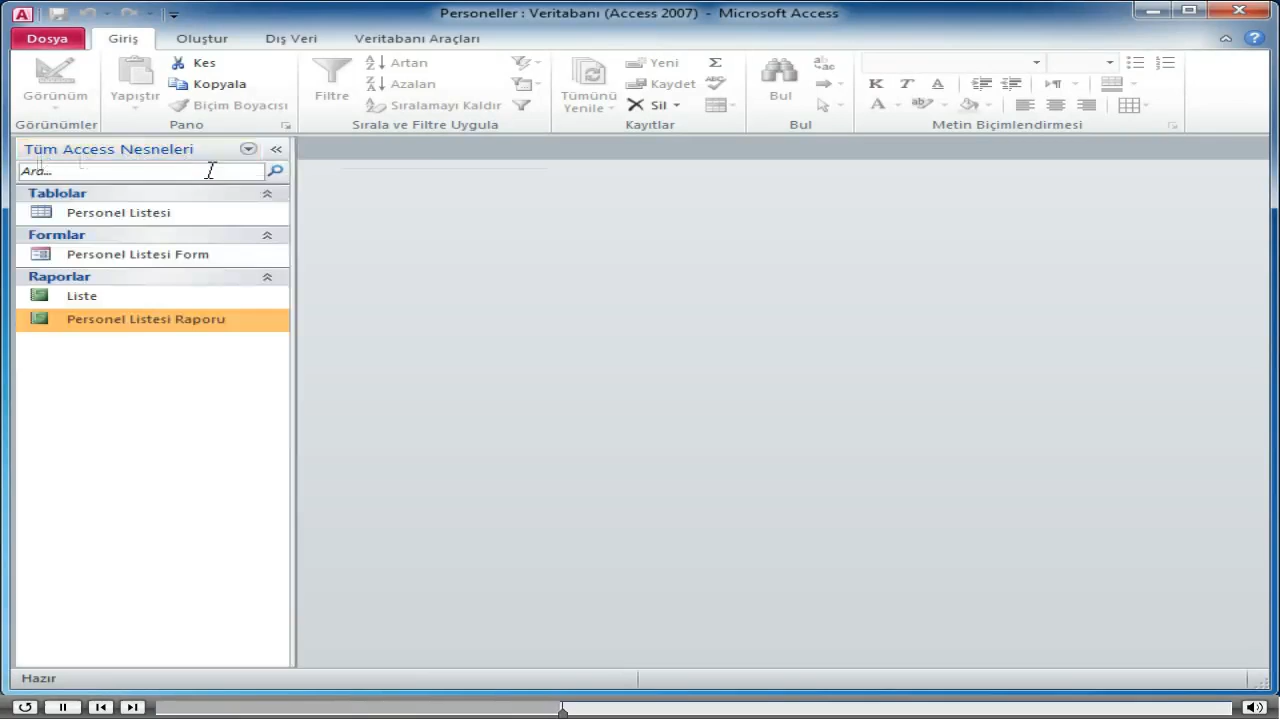 Personeller : Veritabanı (Access 2007) - Microsoft Access
Dosya Giriş Oluştur Dış Veri Veritabanı Araçları
Görünüm
Görünümler
Yapıştır
Kes
Kopyala
Biçim Boyacısı
Pano
Filtre
Artan
Azalan
Sıralamayı Kaldır
Sırala ve Filtre Uygula
Tümünü
Yenile
Yeni
Kaydet
Sil
Kayıtlar
Bul
Bul
K T A
A
Metin Biçimlendirmesi
Tüm Access Nesneleri
Ara...
Tablolar
Personel Listesi
Formlar
Personel Listesi Form
Raporlar
Liste
Personel Listesi Raporu
Hazır